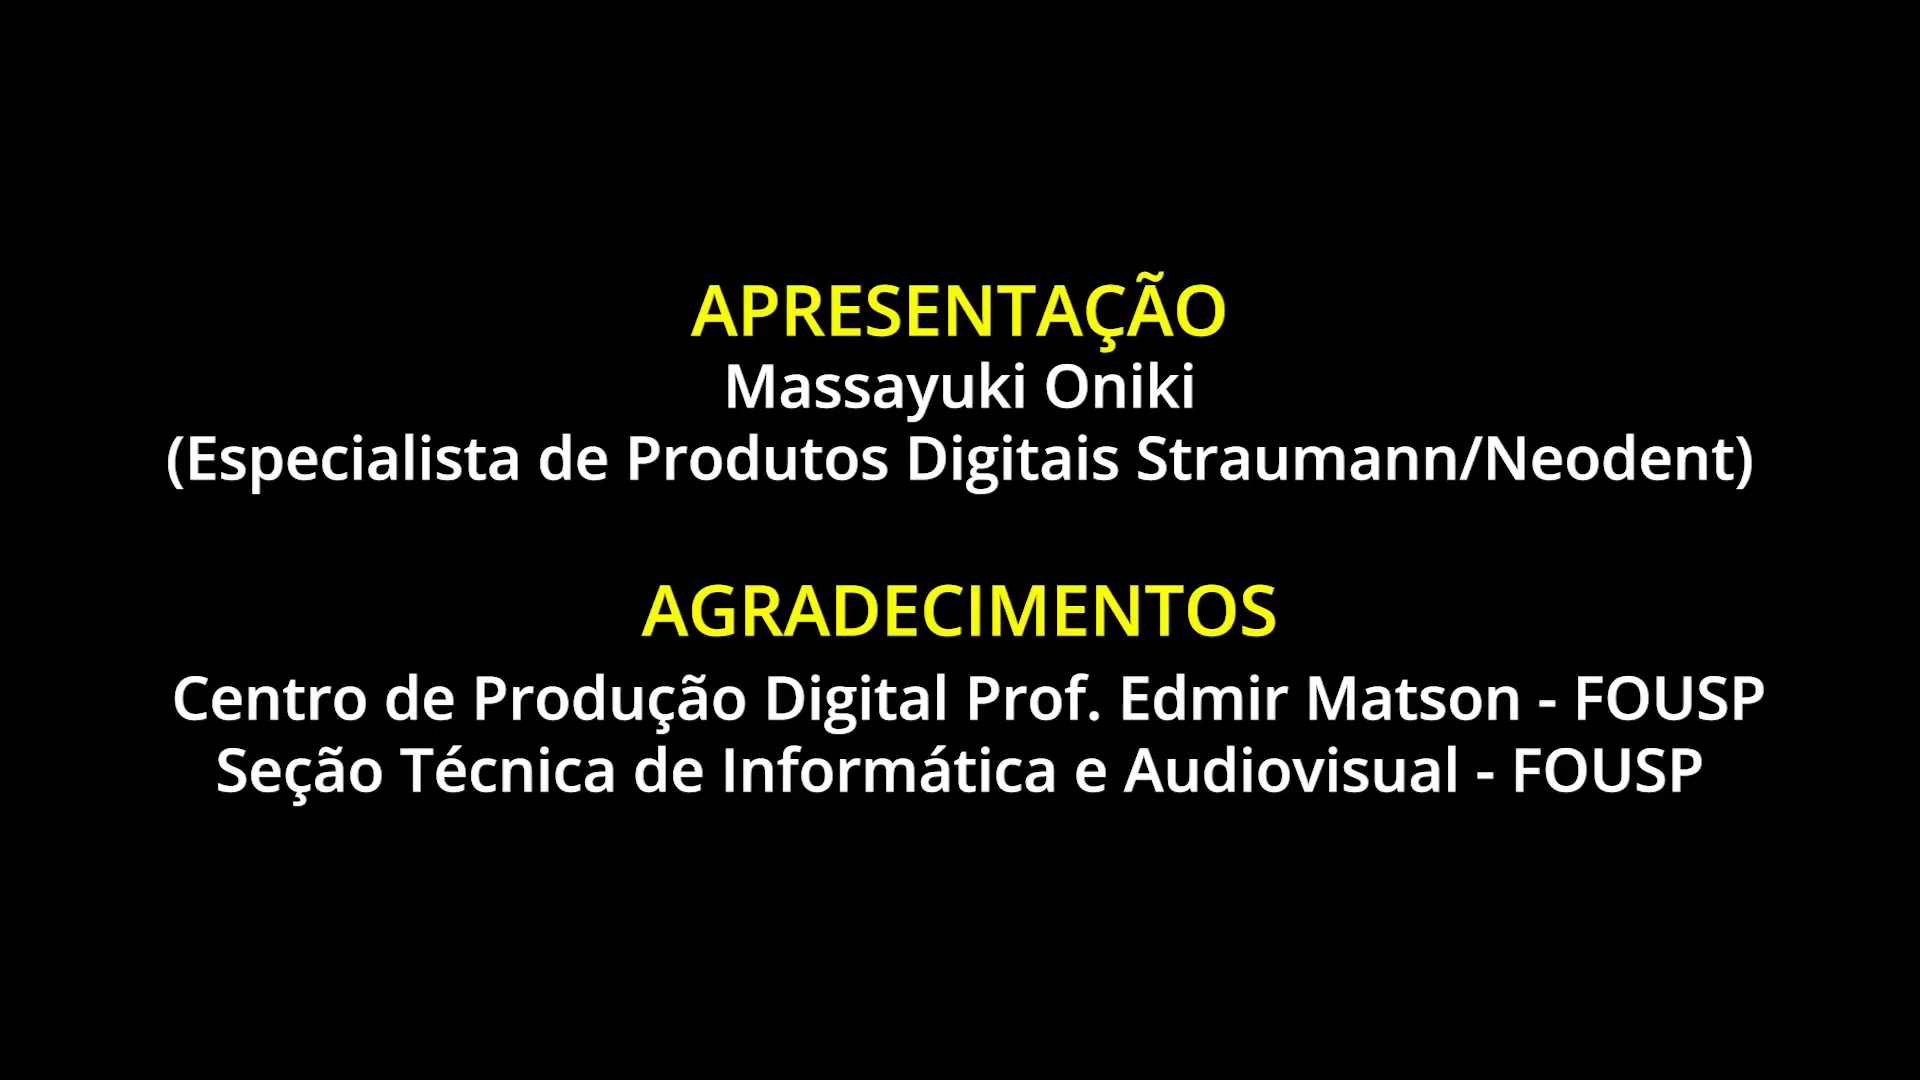 APRESENTAÇÃO
Massayuki Oniki
(Especialista de Produtos Digitais Straumann/Neodent)
AGRADECIMENTOS
Centro de Produção Digital Prof. Edmir Matson - FOUSP
Seção Técnica de Informática e Audiovisual - FOUSP